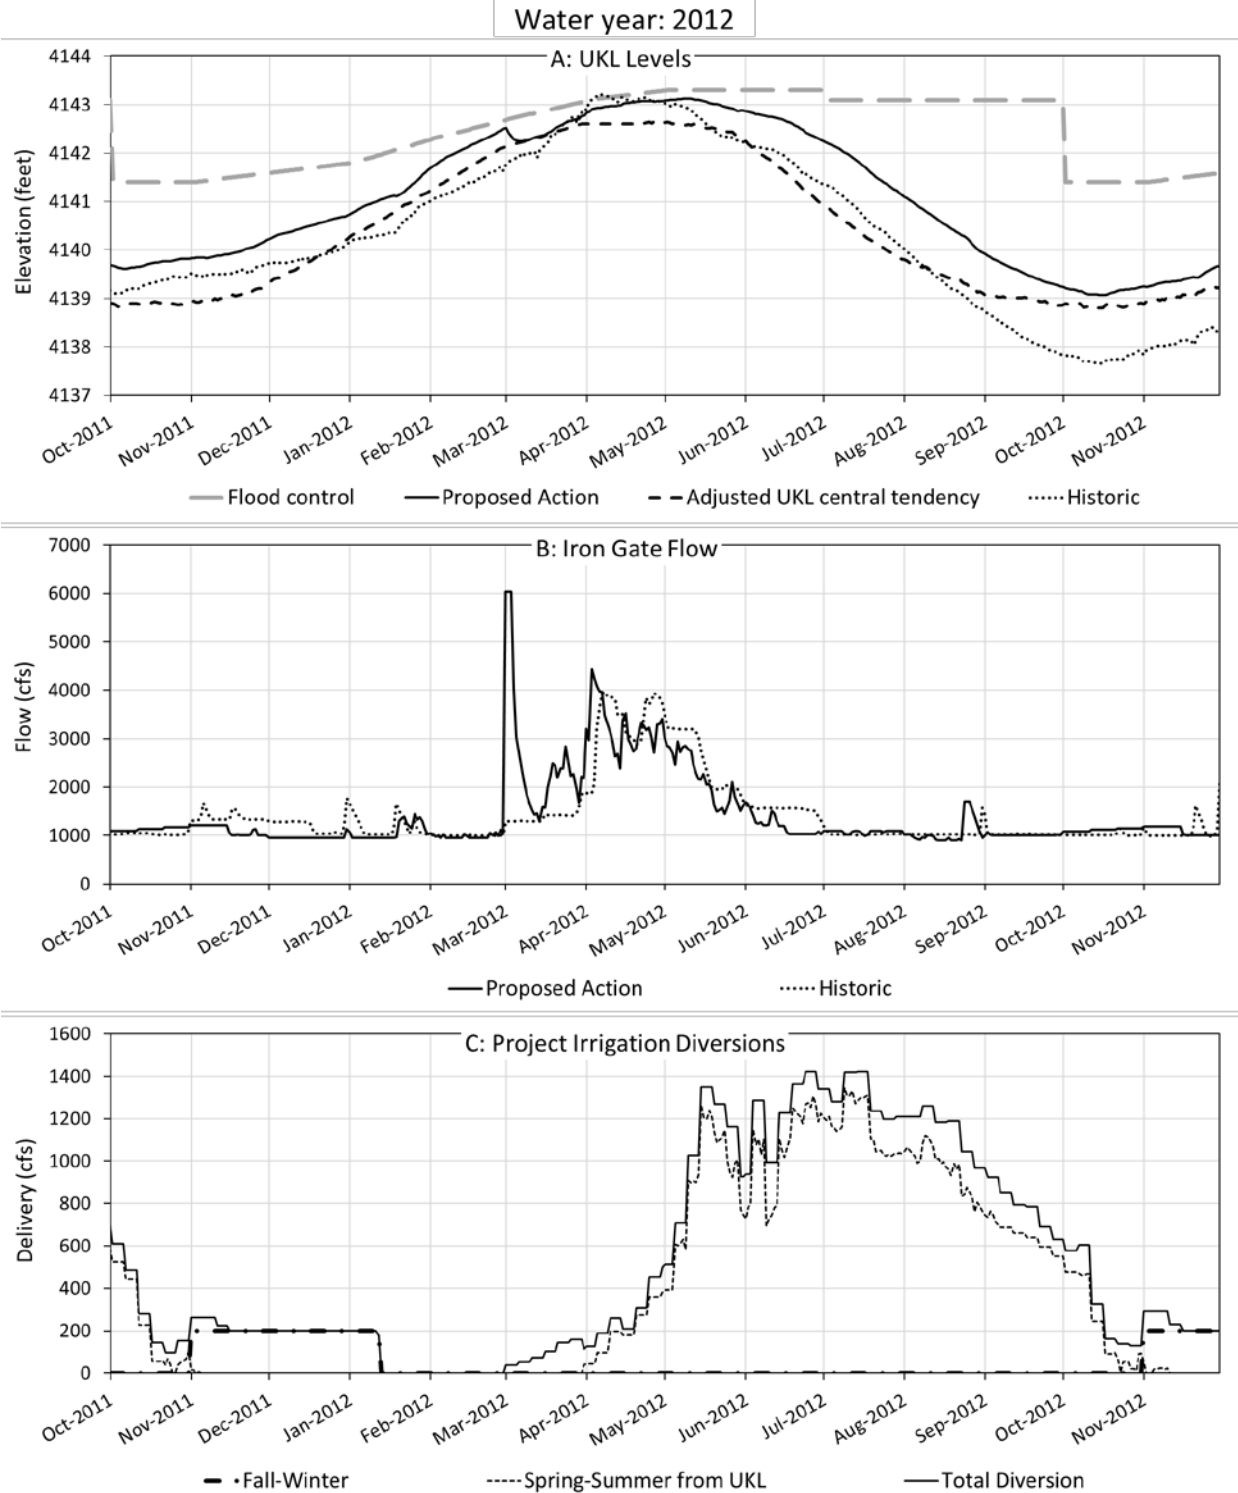 Water year: 2012
A: UKL Levels
Elevation (feet)
4144
4143
4142
4141
4140
4139
4138
4137
Oct-2011 Nov-2011 Dec-2011 Jan-2012 Feb-2012 Mar-2012 Apr-2012 May-2012 Jun-2012 Jul-2012 Aug-2012 Sep-2012 Oct-2012 Nov-2012
Flood control Proposed Action Adjusted UKL central tendency Historic
B: Iron Gate Flow
Flow (cfs)
7000
6000
5000
4000
3000
2000
1000
0
Oct-2011 Nov-2011 Dec-2011 Jan-2012 Feb-2012 Mar-2012 Apr-2012 May-2012 Jun-2012 Jul-2012 Aug-2012 Sep-2012 Oct-2012 Nov-2012
Proposed Action Historic
C: Project Irrigation Diversions
Delivery (cfs)
1600
1400
1200
1000
800
600
400
200
0
Oct-2011 Nov-2011 Dec-2011 Jan-2012 Feb-2012 Mar-2012 Apr-2012 May-2012 Jun-2012 Jul-2012 Aug-2012 Sep-2012 Oct-2012 Nov-2012
Fall-Winter Spring-Summer from UKL Total Diversion